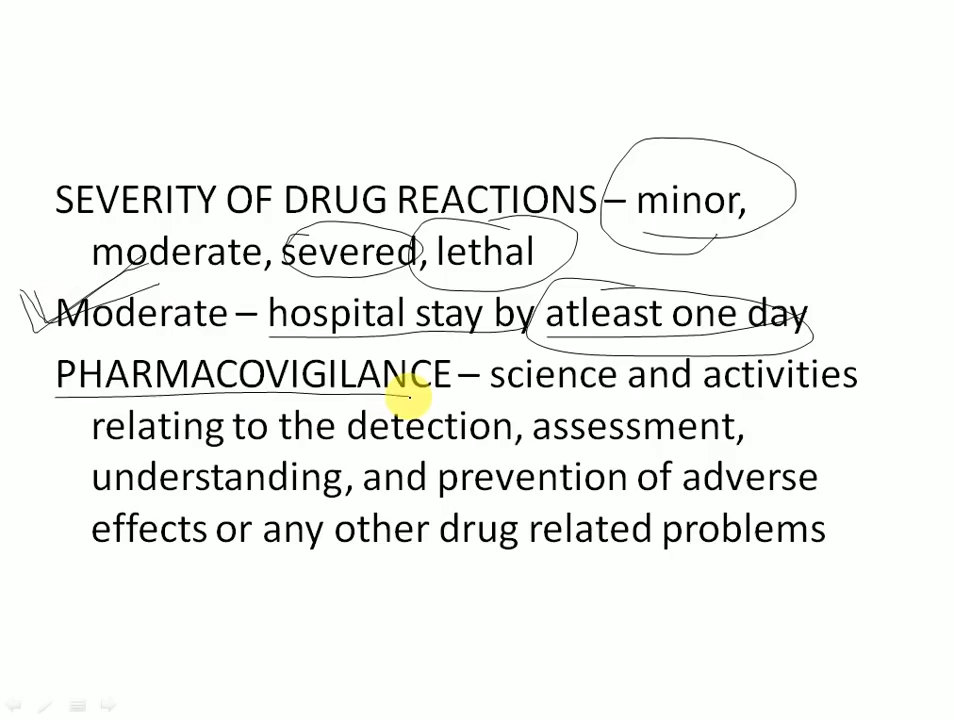 SEVERITY OF DRUG REACTIONS – minor,
moderate, severed, lethal
Moderate – hospital stay by atleast one day
PHARMACOVIGILANCE – science and activities
relating to the detection, assessment,
understanding, and prevention of adverse
effects or any other drug related problems